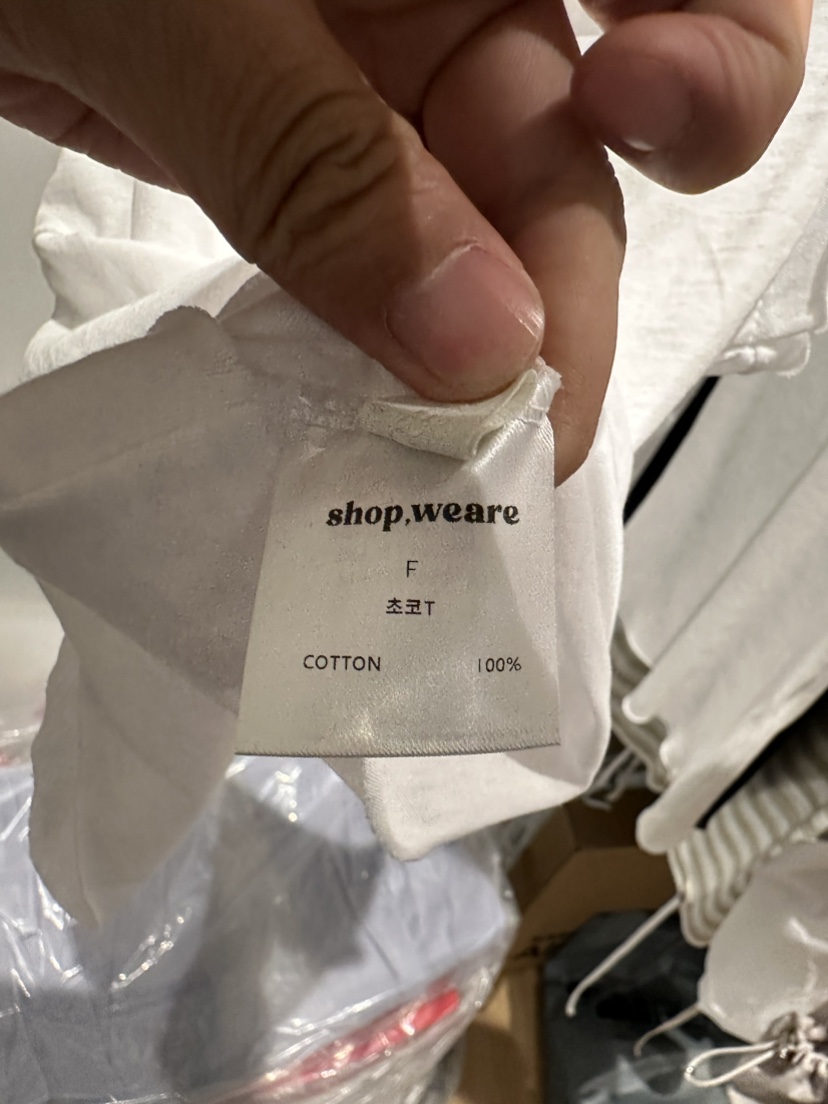 shop,weare
F
초코T
COTTON 100%